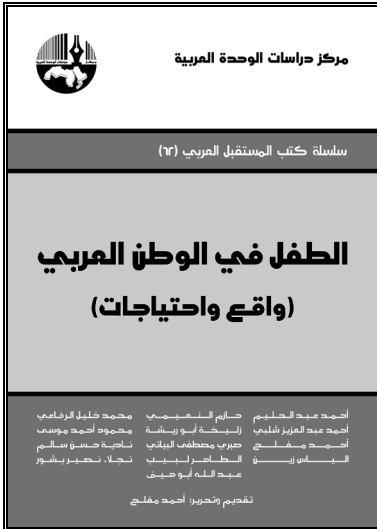 مركز دراسات الوحدة العربية
سلسلة كتب المستقبل العربي (٦٢)
الطفل في الوطن العربي
(واقع واحتياجات)
أحمد عبد الحليم حازم النعيمي محمد خليل الرفاعي
أحمد عبد العزيز شلبي زليخة أبو ريشة محمود أحمد موسى
أحمد مفلح صبري مصطفى البياتي نادية حسن سالم
الياس زين الطاهر لبيب نجلاء نصير بشور
عبد الله أبو هيف
تقديم وتحرير: أحمد مفلح